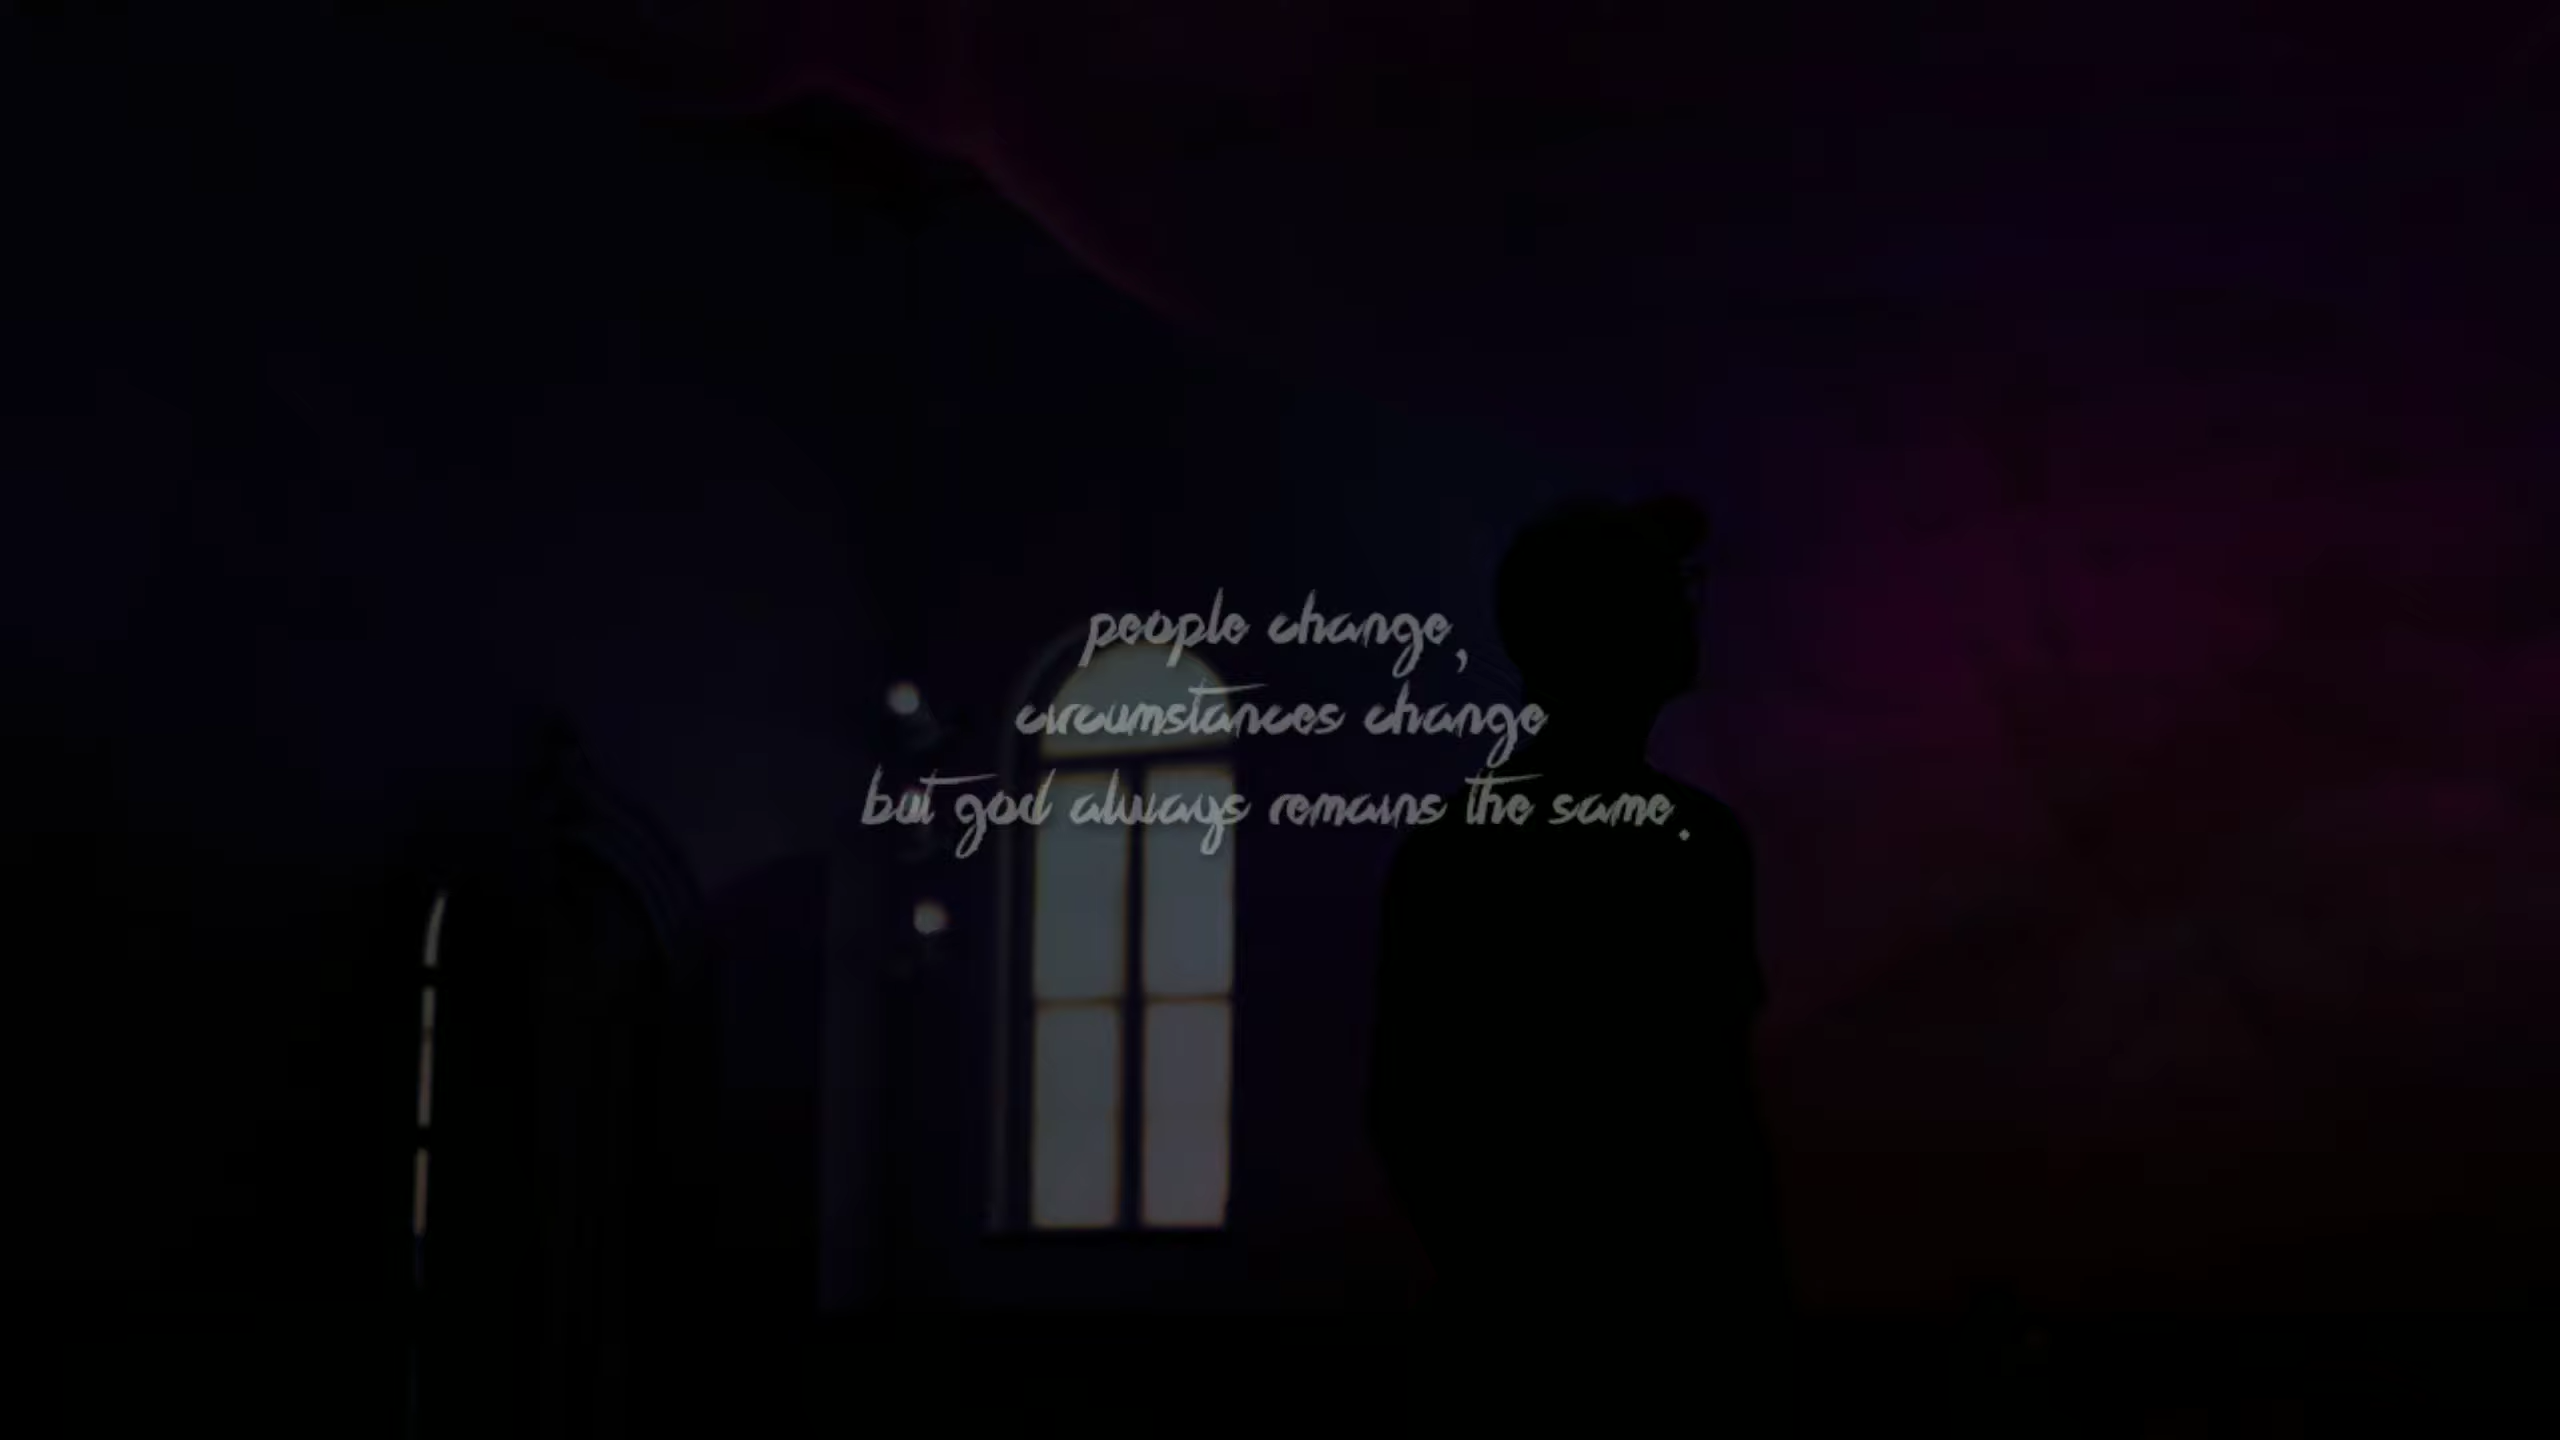 people change,
circumstances change
but god always remains the same.